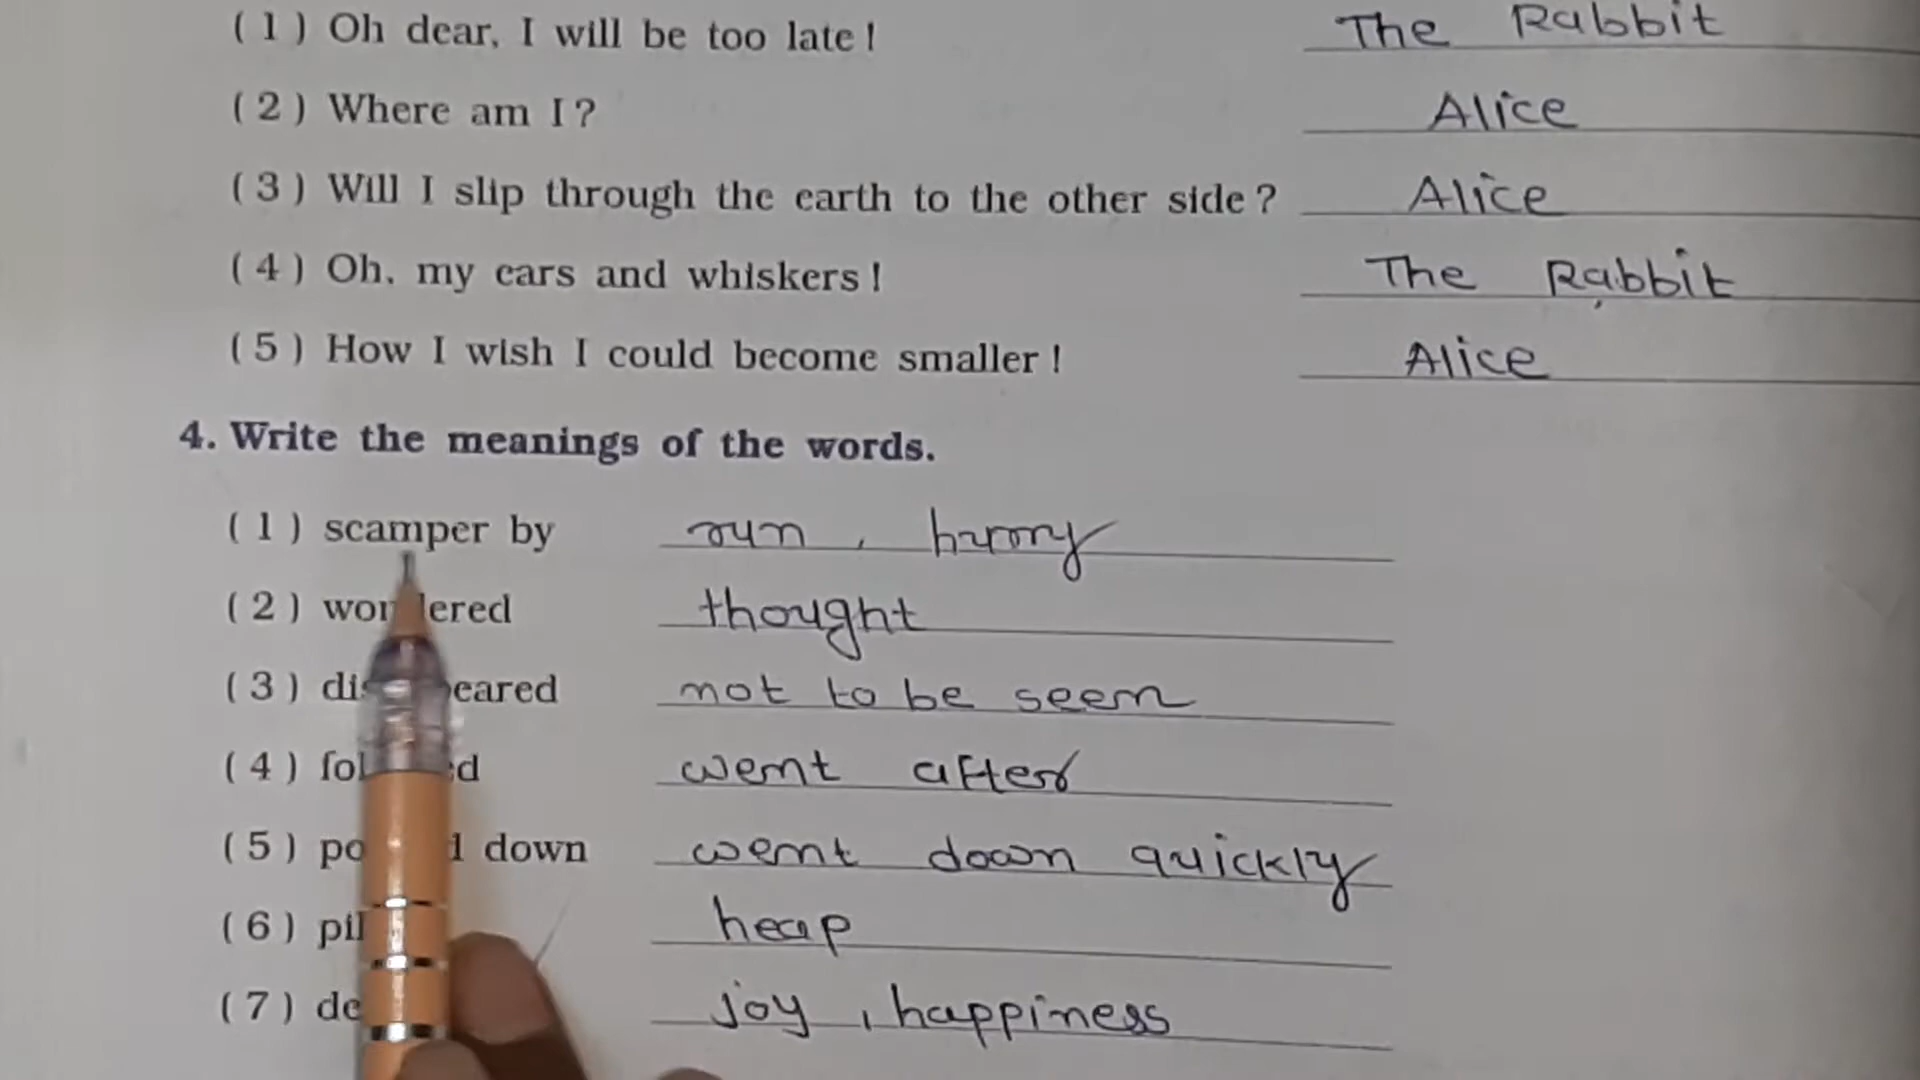 (1) Oh dear, I will be too late! The Rabbit
(2) Where am I? Alice
(3) Will I slip through the earth to the other side? Alice
(4) Oh, my ears and whiskers! The Rabbit
(5) How I wish I could become smaller! Alice
4. Write the meanings of the words.
(1) scamper by run, hurry
(2) thought
(3) not to be seen
(4) went after
(5) down went down quickly
(6) heap
(7) joy, happiness